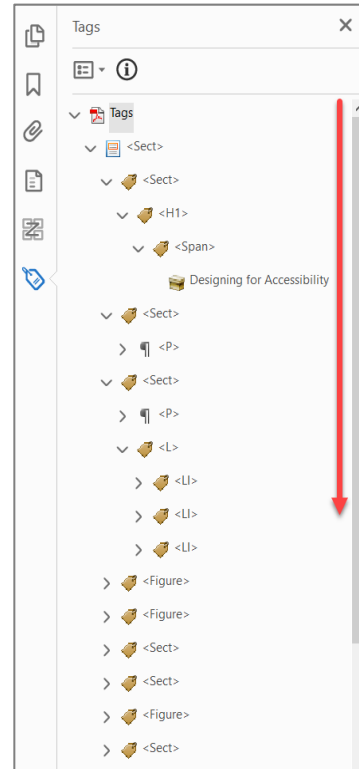 Tags
Tags
<Sect>
<Sect>
<H1>
<Span>
Designing for Accessibility
<Sect>
<P>
<Sect>
<P>
<L>
<LI>
<LI>
<LI>
<Figure>
<Figure>
<Sect>
<Sect>
<Figure>
<Sect>